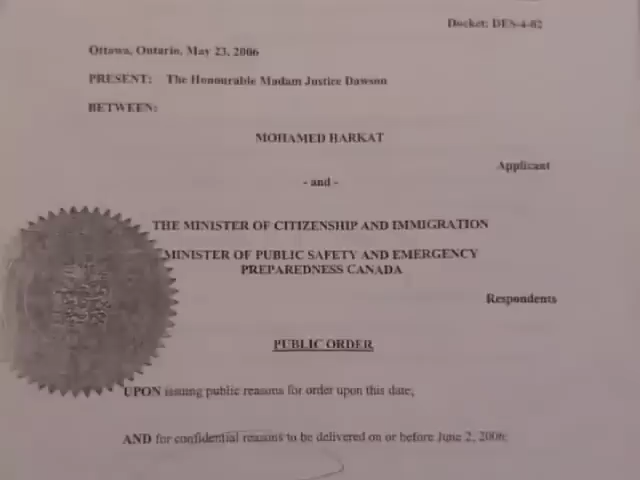 Docket: DES-4-02
Ottawa, Ontario, May 23, 2006
PRESENT: The Honourable Madam Justice Dawson
BETWEEN:
MOHAMED HARKAT
Applicant
- and -
THE MINISTER OF CITIZENSHIP AND IMMIGRATION
MINISTER OF PUBLIC SAFETY AND EMERGENCY
PREPAREDNESS CANADA
Respondents
PUBLIC ORDER
UPON issuing public reasons for order upon this date;
AND for confidential reasons to be delivered on or before June 2, 2006;